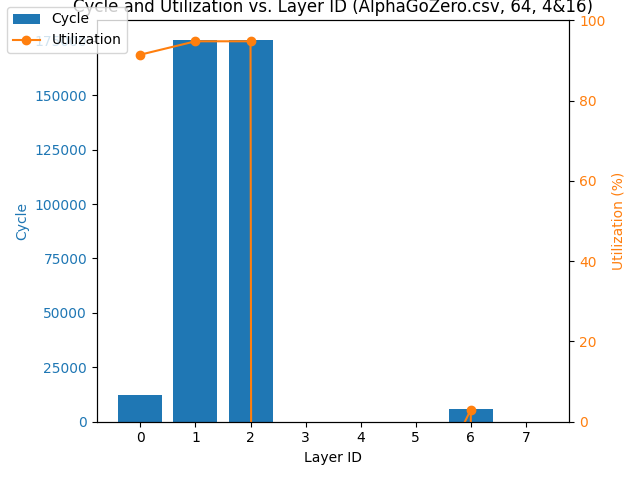 Cycle and Utilization vs. Layer ID (AlphaGoZero.csv, 64, 4&16)
Cycle
Utilization
150000
125000
100000
75000
50000
25000
0
Cycle
100
80
60
40
20
0
Utilization (%)
0 1 2 3 4 5 6 7
Layer ID